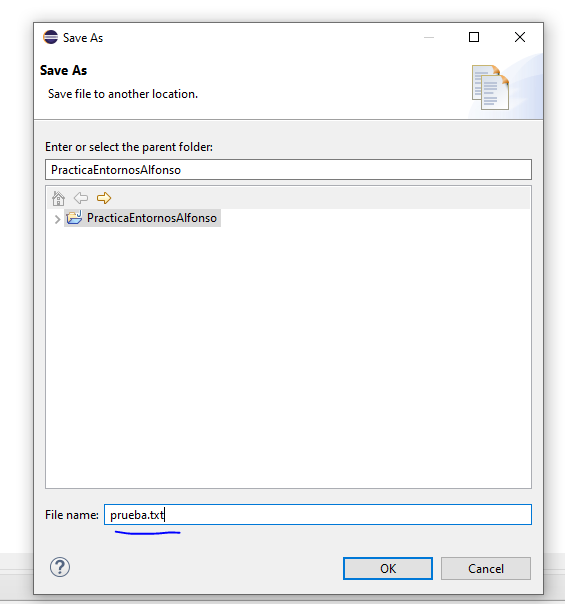 Save As
Save As
Save file to another location.
Enter or select the parent folder:
PracticaEntornosAlfonso
PracticaEntornosAlfonso
File name: prueba.txt
? OK Cancel